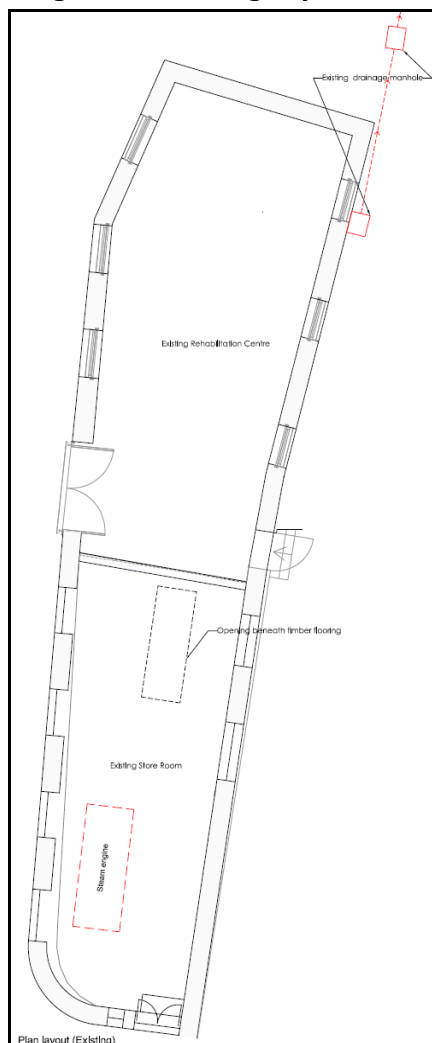 Existing drainage manhole
Existing Rehabilitation Centre
Opening beneath timber flooring
Existing Store Room
Steam engine
Plan layout (Existing)